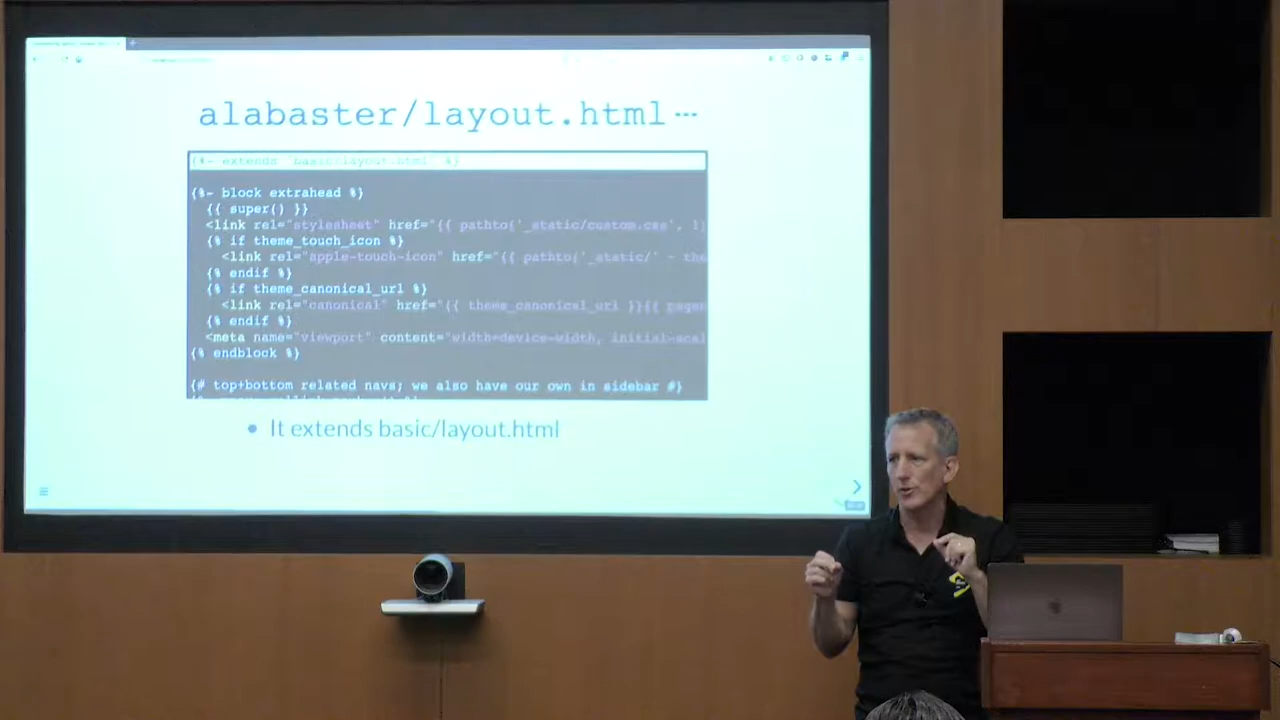 alabaster/layout.html…
{%- extends "basic/layout.html" %}
{%- block extrahead %}
{{ super() }}
<link rel="stylesheet" href="{{ pathto('_static/custom.css', 1)
{% if theme_touch_icon %}
<link rel="apple-touch-icon" href="{{ pathto('_static/' ~ the
{% endif %}
{% if theme_canonical_url %}
<link rel="canonical" href="{{ theme_canonical_url }}{{ pagen
{% endif %}
<meta name="viewport" content="width=device-width, initial-scal
{% endblock %}
{# top+bottom related navs; we also have our own in sidebar #}
• It extends basic/layout.html